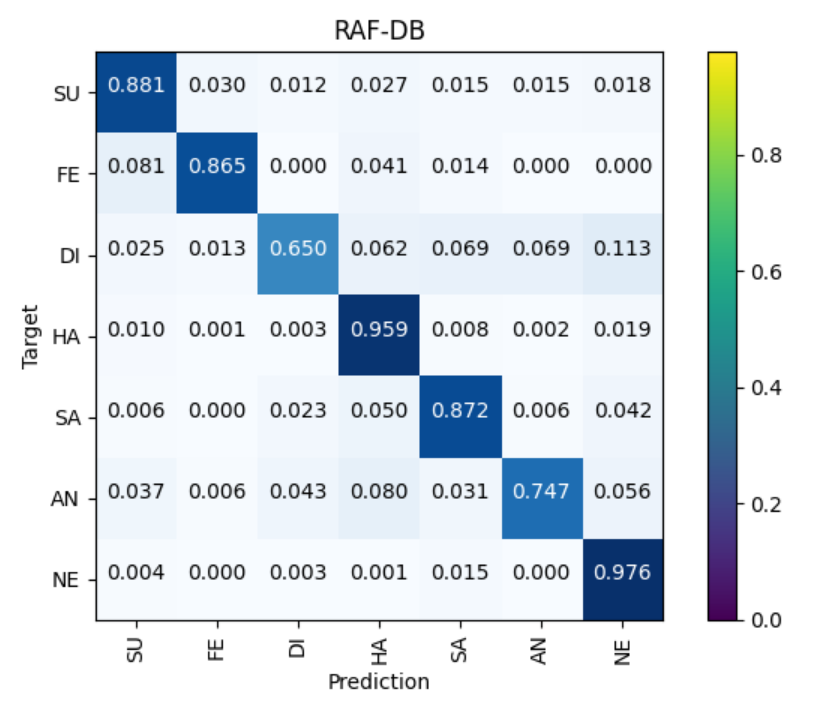 RAF-DB
SU 0.881 0.030 0.012 0.027 0.015 0.015 0.018
FE 0.081 0.865 0.000 0.041 0.014 0.000 0.000
DI 0.025 0.013 0.650 0.062 0.069 0.069 0.113
HA 0.010 0.001 0.003 0.959 0.008 0.002 0.019
SA 0.006 0.000 0.023 0.050 0.872 0.006 0.042
AN 0.037 0.006 0.043 0.080 0.031 0.747 0.056
NE 0.004 0.000 0.003 0.001 0.015 0.000 0.976
Target
SU FE DI HA SA AN NE
Prediction
0.8
0.6
0.4
0.2
0.0